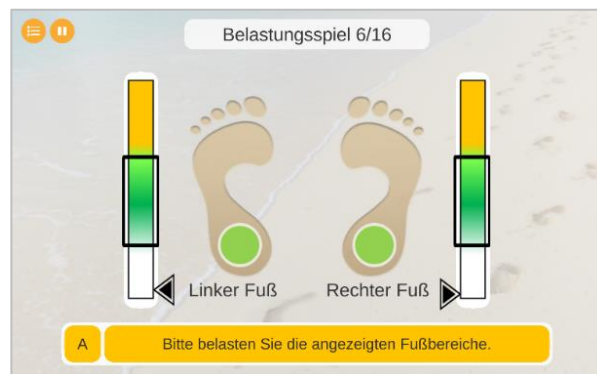 Belastungsspiel 6/16
Linker Fuß
Rechter Fuß
A
Bitte belasten Sie die angezeigten Fußbereiche.